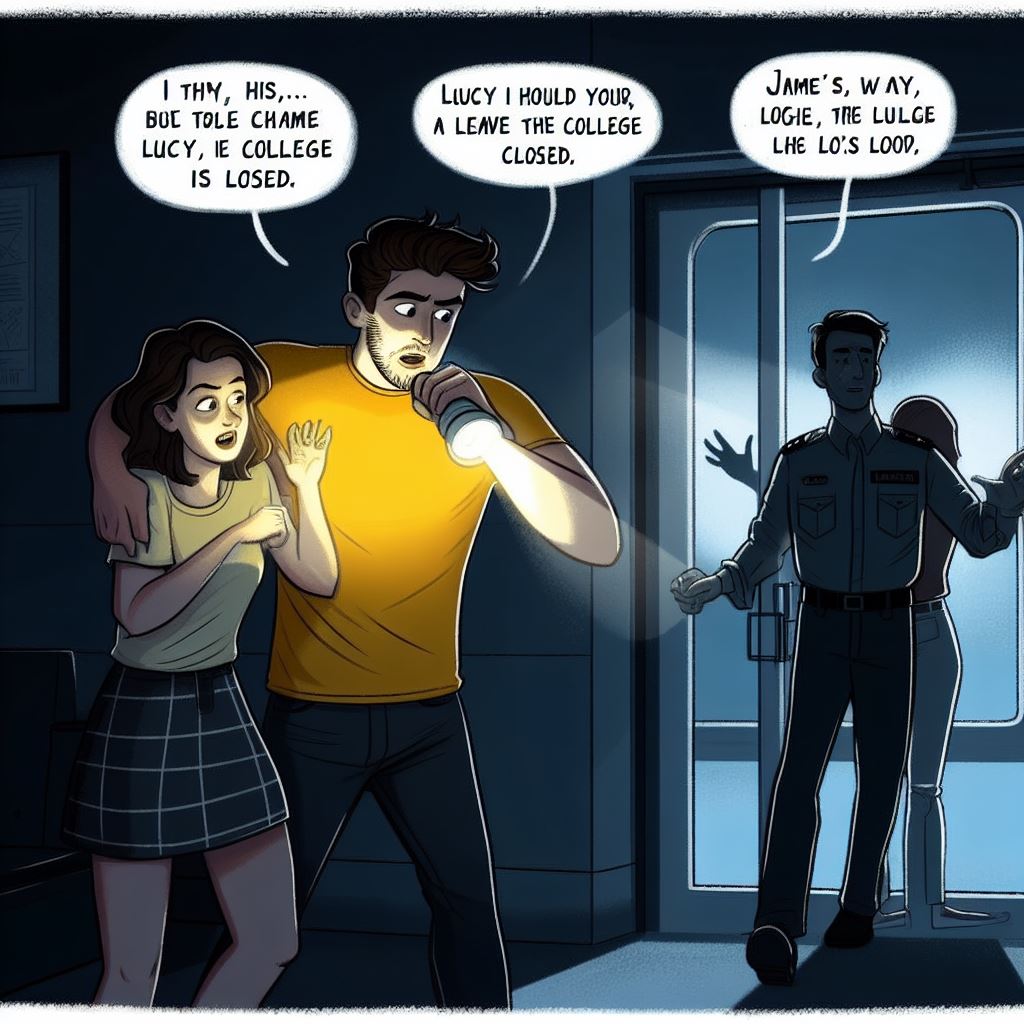 I THY, HIS,...
BUE TOLE CHAME
LUCY, IE COLLEGE
IS LOSED.
LUCY I HOULD YOUR,
A LEAVE THE COLLEGE
CLOSED.
JAME'S, WAY,
LOGIE, THE LULGE
LHE LO'S LOOD,